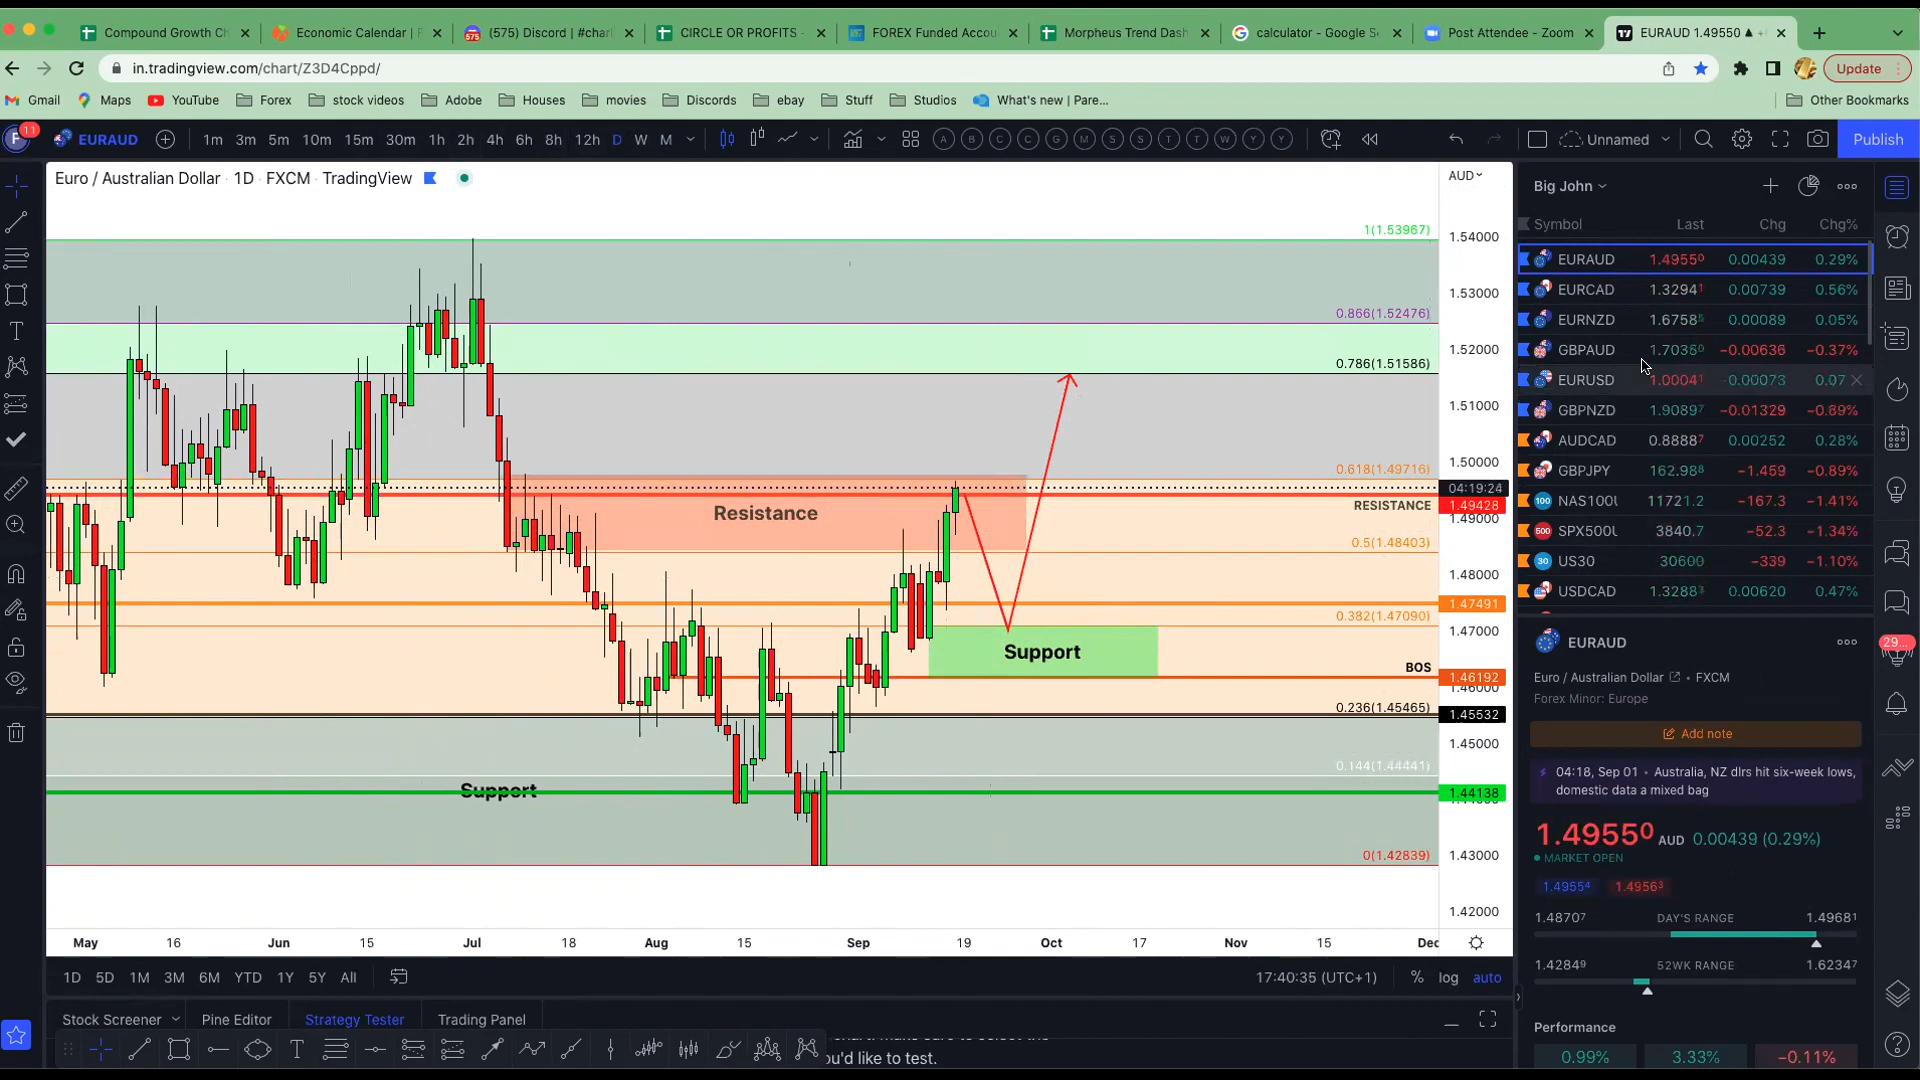 Compound Growth Ch
Economic Calendar | F
(575) Discord | #charl
CIRCLE OR PROFITS -
FOREX Funded Accou
Morpheus Trend Dash
calculator - Google S
Post Attendee - Zoom
EURAUD 1.49550
in.tradingview.com/chart/Z3D4Cppd/
Update
Gmail
Maps
YouTube
Forex
stock videos
Adobe
Houses
movies
Discords
ebay
Stuff
Studios
What's new | Pare...
Other Bookmarks
11
EURAUD
1m 3m 5m 10m 15m 30m 1h 2h 4h 6h 8h 12h D W M
A B C C G M S S T T W Y Y
Unnamed
Publish
Euro / Australian Dollar · 1D · FXCM · TradingView
AUD
1(1.53967)
0.866(1.52476)
0.786(1.51586)
0.618(1.49716)
RESISTANCE
0.5(1.48403)
0.382(1.47090)
BOS
0.236(1.45465)
0.144(1.44441)
0(1.42839)
Resistance
Support
Support
1.54000
1.53000
1.52000
1.51000
1.50000
04:19:24
1.49428
1.49000
1.48000
1.47491
1.47000
1.46192
1.46000
1.45532
1.45000
1.44138
1.43000
1.42000
May 16 Jun 15 Jul 18 Aug 15 Sep 19 Oct 17 Nov 15 Dec
1D 5D 1M 3M 6M YTD 1Y 5Y All
17:40:35 (UTC+1)
% log auto
Stock Screener
Pine Editor
Strategy Tester
Trading Panel
ou'd like to test.
Big John
Symbol Last Chg Chg%
EURAUD 1.49550 0.00439 0.29%
EURCAD 1.32941 0.00739 0.56%
EURNZD 1.6758 0.00089 0.05%
GBPAUD 1.70350 −0.00636 −0.37%
EURUSD 1.00041 −0.00073 0.07
GBPNZD 1.90897 −0.01329 −0.69%
AUDCAD 0.88887 0.00252 0.28%
GBPJPY 162.988 −1.459 −0.89%
NAS100 11721.2 −167.3 −1.41%
SPX500 3840.7 −52.3 −1.34%
US30 30600 −339 −1.10%
USDCAD 1.3288 0.00620 0.47%
EURAUD
Euro / Australian Dollar • FXCM
Forex Minor: Europe
Add note
04:18, Sep 01 • Australia, NZ dlrs hit six-week lows,
domestic data a mixed bag
1.49550 AUD 0.00439 (0.29%)
MARKET OPEN
1.49554 1.49563
1.48707 DAY'S RANGE 1.49681
1.42849 52WK RANGE 1.62347
Performance
0.99% 3.33% −0.11%